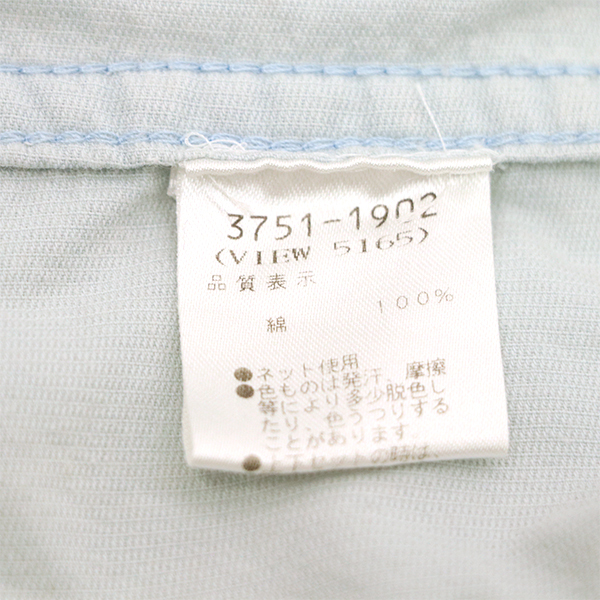 3751-1902
(VIEW 5165)
品質表示
綿 100%
●ネット使用
●色ものは発汗、摩擦
等により多少脱色し
たり、色うつりする
ことがあります。
●上下セットの時は、